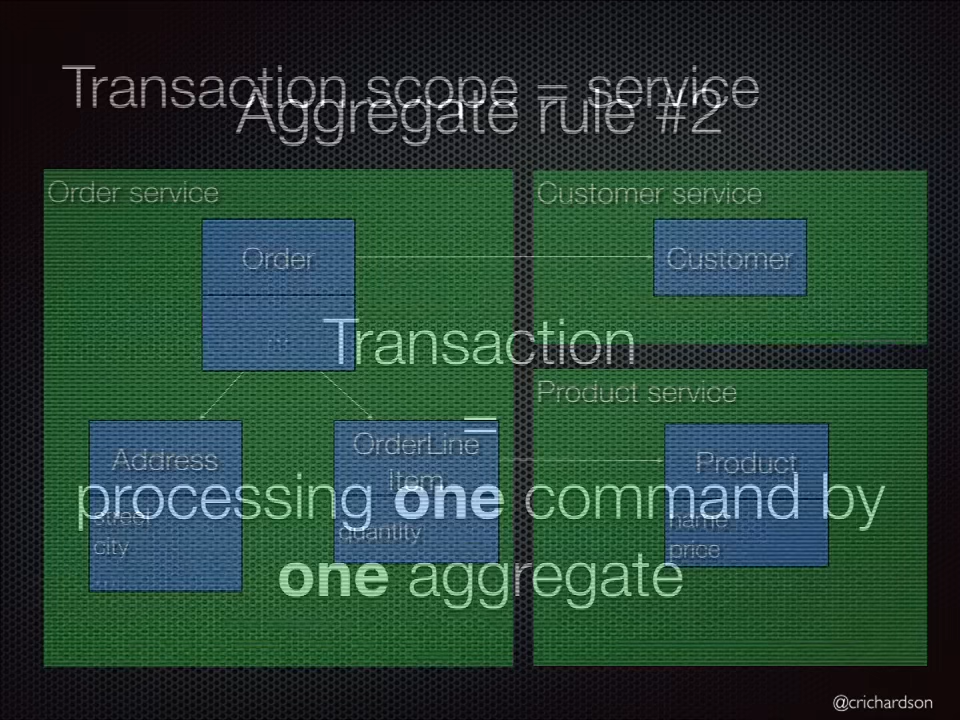 Transaction scope = service
Aggregate rule #2
Order service
Customer service
Order
Customer
...
Transaction
=
processing one command by
one aggregate
Product service
Address
street
city
...
OrderLine
Item
quantity
Product
name
price
@crichardson